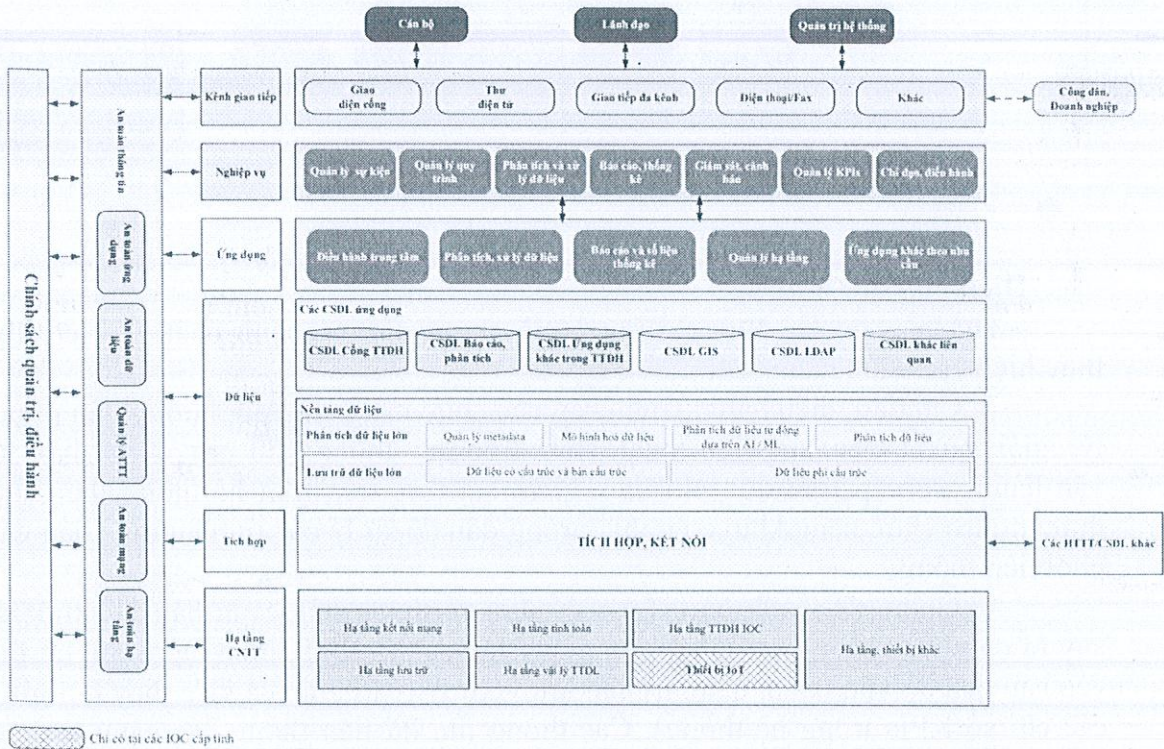 Cán bộ
Lãnh đạo
Quản trị hệ thống
Kênh giao tiếp
Giao
diện cổng
Thư
điện tử
Giao tiếp đa kênh
Điện thoại/Fax
Khác
Công dân,
Doanh nghiệp
Nghiệp vụ
Quản lý sự kiện
Quản lý quy
trình
Phân tích và xử
lý dữ liệu
Báo cáo, thống
kê
Giám sát, cảnh
báo
Quản lý KPIs
Chỉ đạo, điều hành
Ứng dụng
Điều hành trung tâm
Phân tích, xử lý dữ liệu
Báo cáo và số liệu
thống kê
Quản lý hạ tầng
Ứng dụng khác theo nhu
cầu
Dữ liệu
Các CSDL ứng dụng
CSDL Cổng TTĐH
CSDL Báo cáo,
phân tích
CSDL Ứng dụng
khác trong TTĐH
CSDL GIS
CSDL LDAP
CSDL khác liên
quan
Nền tảng dữ liệu
Phân tích dữ liệu lớn
Quản lý metadata
Mô hình hoá dữ liệu
Phân tích dữ liệu tự động
dựa trên AI / ML
Phân tích dữ liệu
Lưu trữ dữ liệu lớn
Dữ liệu có cấu trúc và bán cấu trúc
Dữ liệu phi cấu trúc
Tích hợp
TÍCH HỢP, KẾT NỐI
Các HTTT/CSDL khác
Hạ tầng
CNTT
Hạ tầng kết nối mạng
Hạ tầng tính toán
Hạ tầng TTĐH IOC
Hạ tầng, thiết bị khác
Hạ tầng lưu trữ
Hạ tầng vật lý TTDL
Thiết bị IoT
Chính sách quản trị, điều hành
An toàn thông tin
An toàn ứng
dụng
An toàn dữ
liệu
Quản lý ATTT
An toàn mạng
An toàn hạ
tầng
Chỉ có tại các IOC cấp tỉnh